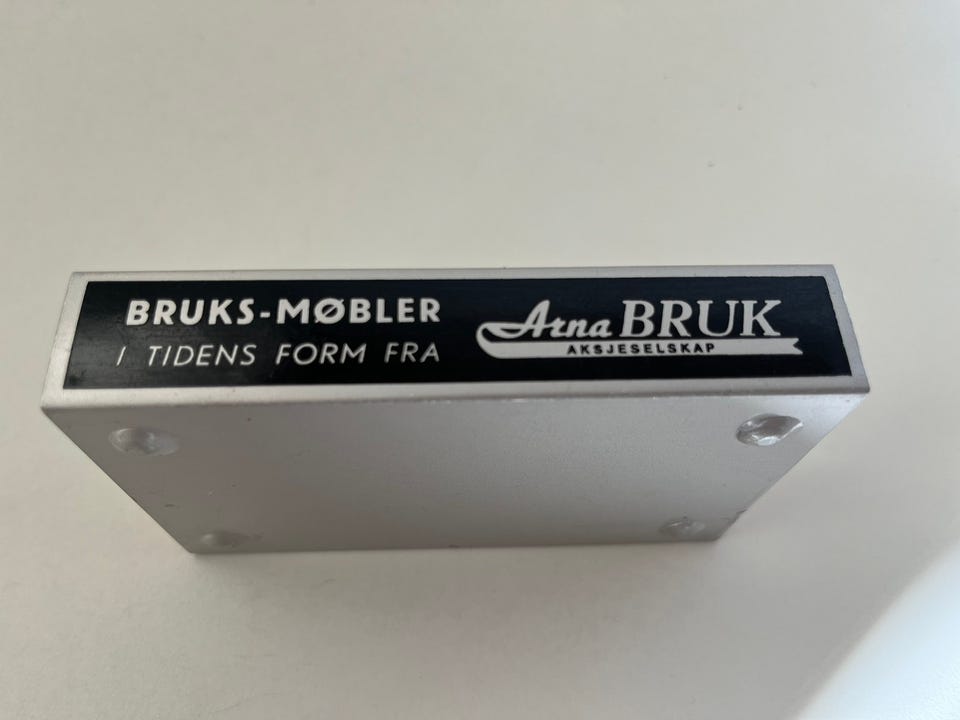 BRUKS-MØBLER
I TIDENS FORM FRA
Arna BRUK
AKSJESELSKAP